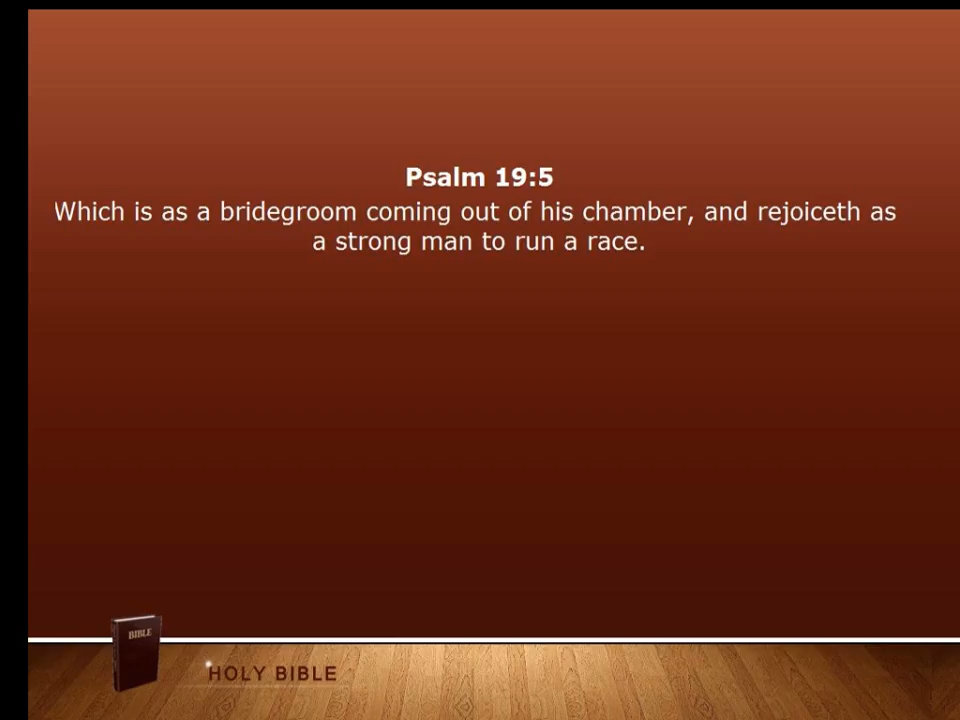 Psalm 19:5
Which is as a bridegroom coming out of his chamber, and rejoiceth as
a strong man to run a race.
BIBLE
HOLY BIBLE